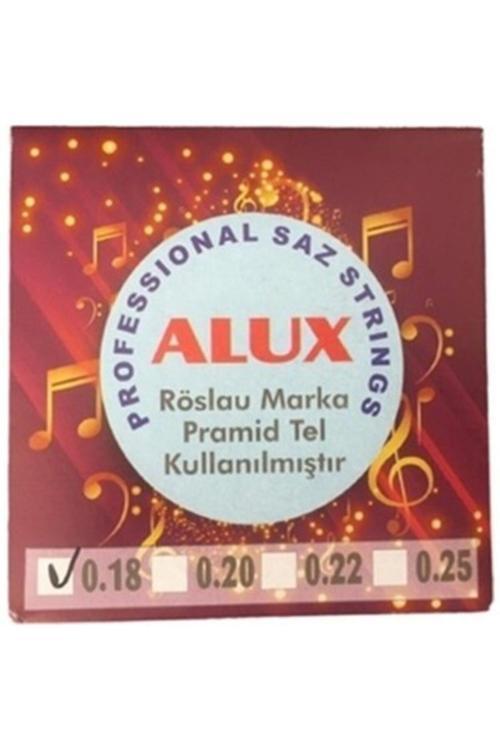 PROFESSIONAL SAZ STRINGS
ALUX
Röslau Marka
Pramid Tel
Kullanılmıştır
✓ 0.18 0.20 0.22 0.25